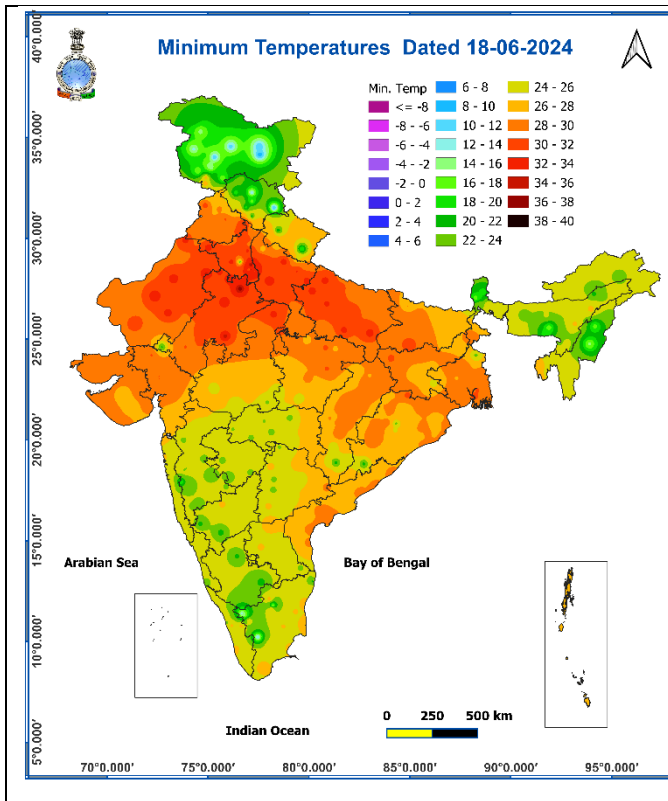 Minimum Temperatures Dated 18-06-2024
Min. Temp
<= -8
-8 - -6
-6 - -4
-4 - -2
-2 - 0
0 - 2
2 - 4
4 - 6
6 - 8
8 - 10
10 - 12
12 - 14
14 - 16
16 - 18
18 - 20
20 - 22
22 - 24
24 - 26
26 - 28
28 - 30
30 - 32
32 - 34
34 - 36
36 - 38
38 - 40
40°0.000'
35°0.000'
30°0.000'
25°0.000'
20°0.000'
15°0.000'
10°0.000'
5°0.000'
Arabian Sea
Bay of Bengal
Indian Ocean
0 250 500 km
70°0.000' 75°0.000' 80°0.000' 85°0.000' 90°0.000' 95°0.000'